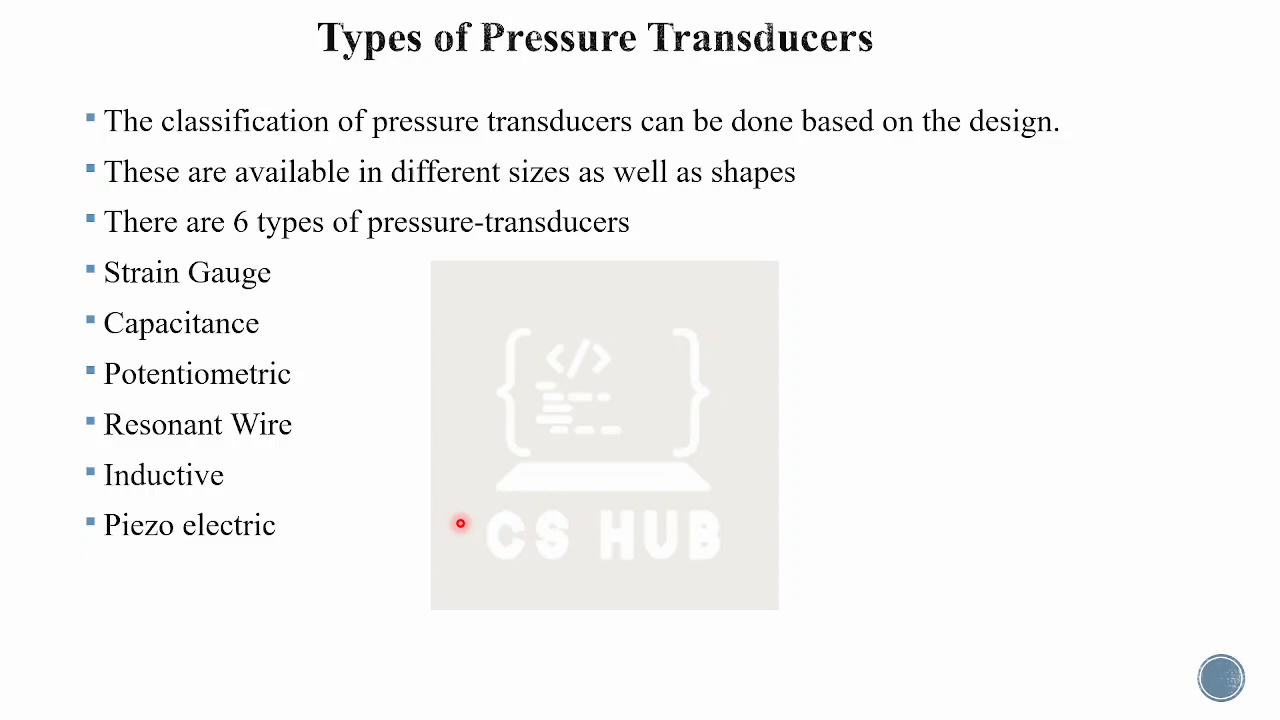 Types of Pressure Transducers
The classification of pressure transducers can be done based on the design.
These are available in different sizes as well as shapes
There are 6 types of pressure-transducers
Strain Gauge
Capacitance
Potentiometric
Resonant Wire
Inductive
Piezo electric
</>
CS HUB